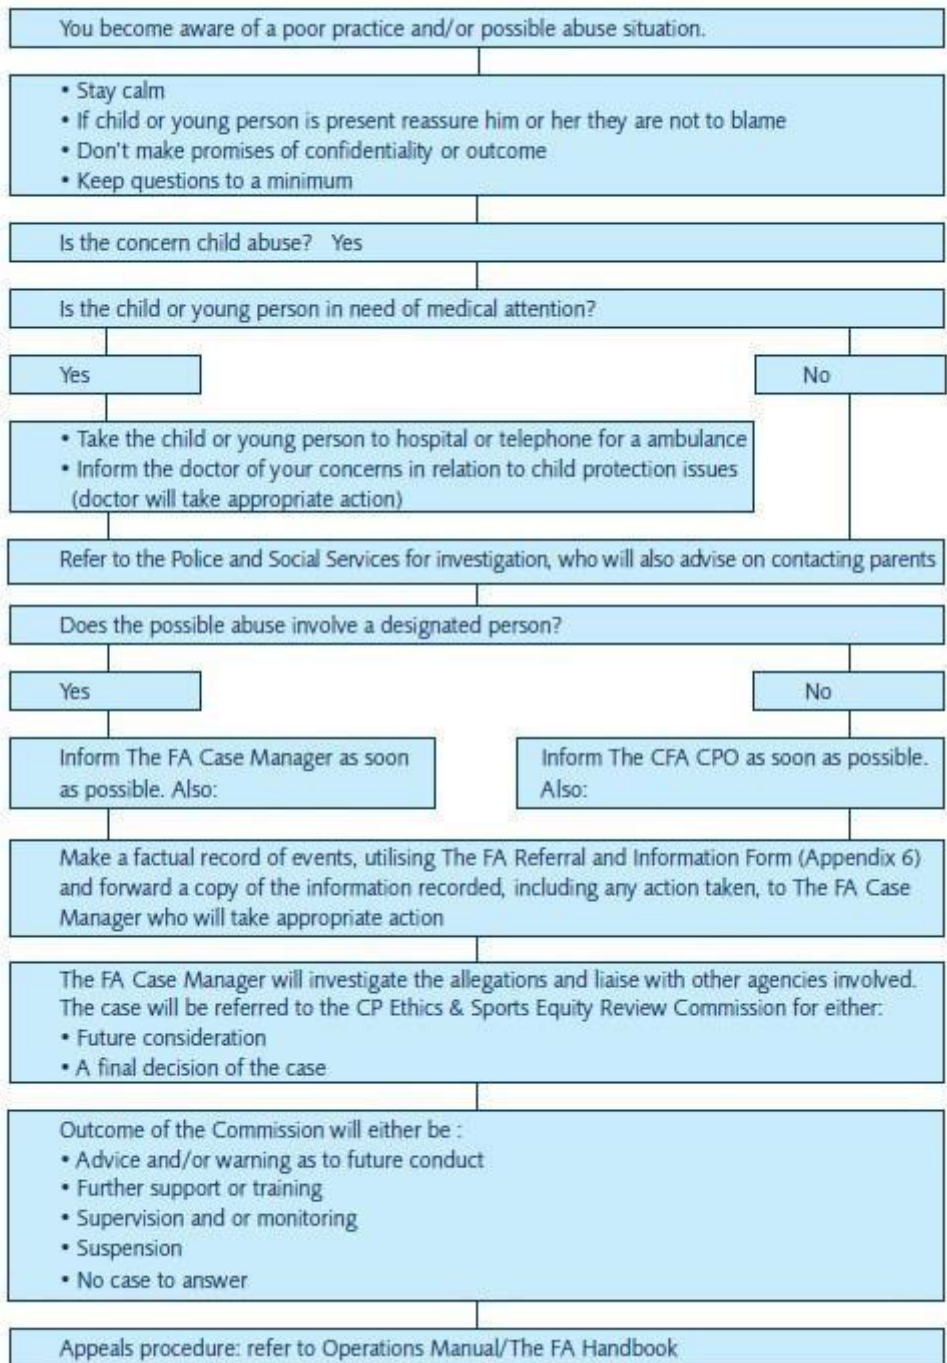 You become aware of a poor practice and/or possible abuse situation.
• Stay calm
• If child or young person is present reassure him or her they are not to blame
• Don't make promises of confidentiality or outcome
• Keep questions to a minimum
Is the concern child abuse? Yes
Is the child or young person in need of medical attention?
Yes
No
• Take the child or young person to hospital or telephone for a ambulance
• Inform the doctor of your concerns in relation to child protection issues
(doctor will take appropriate action)
Refer to the Police and Social Services for investigation, who will also advise on contacting parents
Does the possible abuse involve a designated person?
Yes
No
Inform The FA Case Manager as soon
as possible. Also:
Inform The CFA CPO as soon as possible.
Also:
Make a factual record of events, utilising The FA Referral and Information Form (Appendix 6)
and forward a copy of the information recorded, including any action taken, to The FA Case
Manager who will take appropriate action
The FA Case Manager will investigate the allegations and liaise with other agencies involved.
The case will be referred to the CP Ethics & Sports Equity Review Commission for either:
• Future consideration
• A final decision of the case
Outcome of the Commission will either be :
• Advice and/or warning as to future conduct
• Further support or training
• Supervision and or monitoring
• Suspension
• No case to answer
Appeals procedure: refer to Operations Manual/The FA Handbook